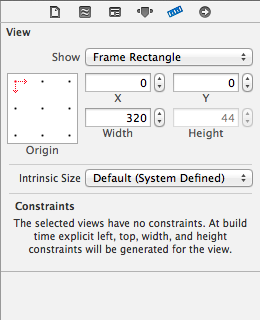 View
Show Frame Rectangle
0 0
X Y
320 44
Width Height
Origin
Intrinsic Size Default (System Defined)
Constraints
The selected views have no constraints. At build
time explicit left, top, width, and height
constraints will be generated for the view.